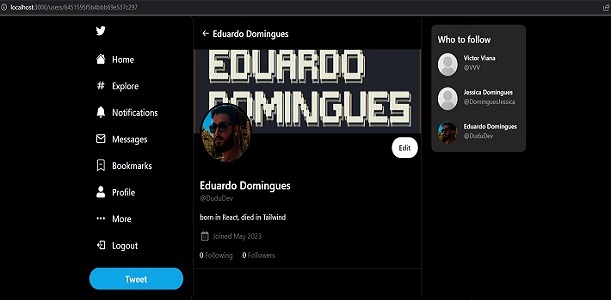 localhost:3000/users/6451595f5b4bbb69e537c297
Home
Explore
Notifications
Messages
Bookmarks
Profile
More
Logout
Tweet
Eduardo Domingues
EDUARDO
DOMINGUES
Edit
Eduardo Domingues
@DuduDev
born in React, died in Tailwind
Joined May 2023
0 Following 0 Followers
Who to follow
Victor Viana
@VVV
Jessica Domingues
@DominguesJessica
Eduardo Domingues
@DuduDev